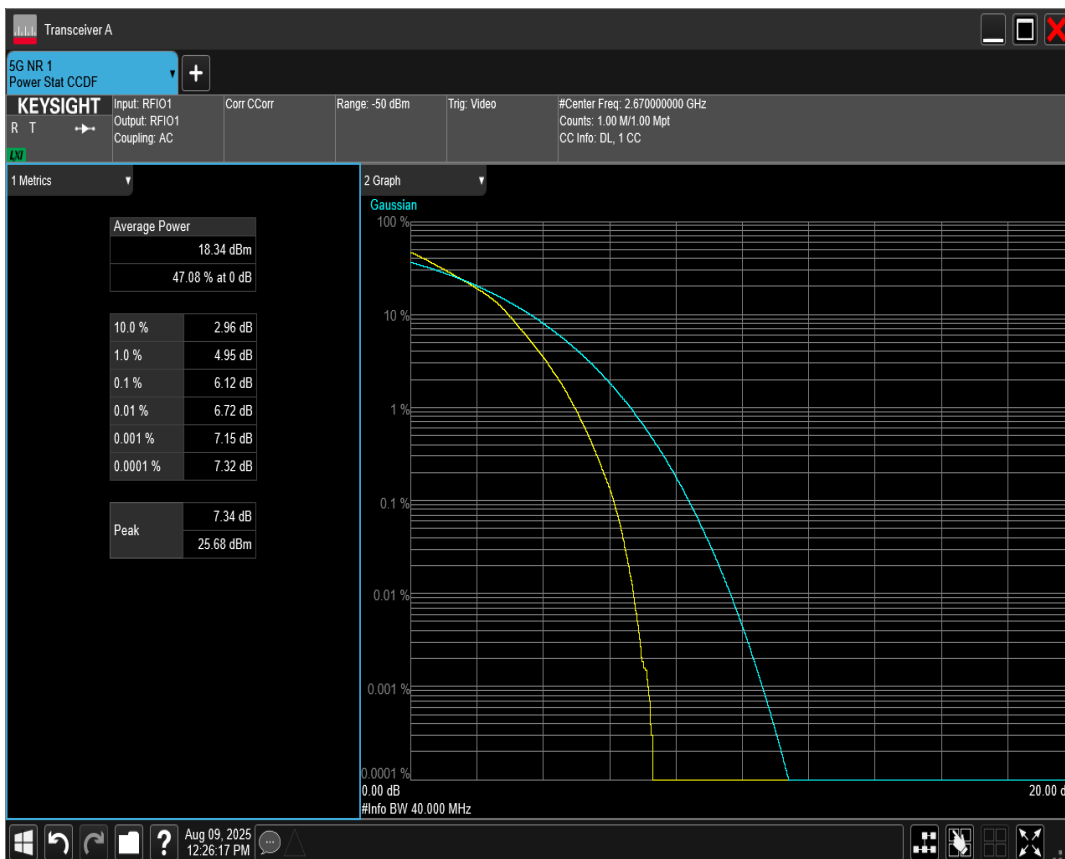 Transceiver A
5G NR 1
Power Stat CCDF
KEYSIGHT
R T
LXI
Input: RFIO1
Output: RFIO1
Coupling: AC
Corr CCorr
Range: -50 dBm
Trig: Video
#Center Freq: 2.670000000 GHz
Counts: 1.00 M/1.00 Mpt
CC Info: DL, 1 CC
1 Metrics
Average Power
18.34 dBm
47.08 % at 0 dB
10.0 % 2.96 dB
1.0 % 4.95 dB
0.1 % 6.12 dB
0.01 % 6.72 dB
0.001 % 7.15 dB
0.0001 % 7.32 dB
Peak
7.34 dB
25.68 dBm
2 Graph
Gaussian
100 %
10 %
1 %
0.1 %
0.01 %
0.001 %
0.0001 %
0.00 dB
20.00 d
#Info BW 40.000 MHz
?
Aug 09, 2025
12:26:17 PM